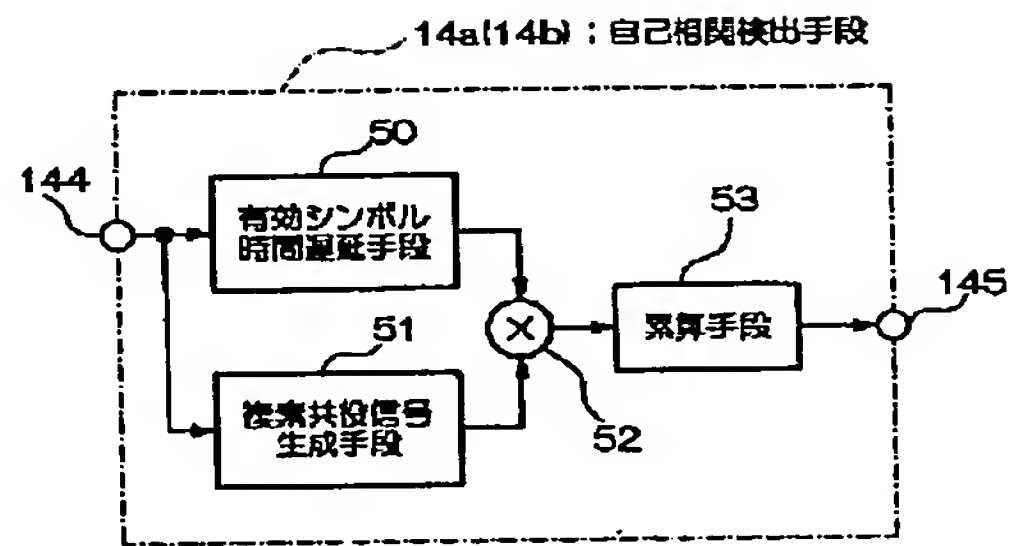 14a(14b) ; 自己相関検出手段
50
144
有効シンボル
時間遅延手段
53
145
×
累算手段
51
52
複素共役信号
生成手段